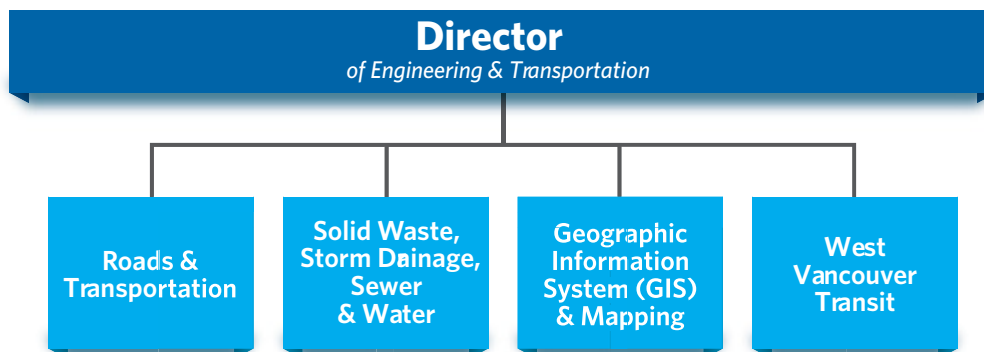 Director
of Engineering & Transportation
Roads &
Transportation
Solid Waste,
Storm Dainage,
Sewer
& Water
Geographic
Information
System (GIS)
& Mapping
West
Vancouver
Transit